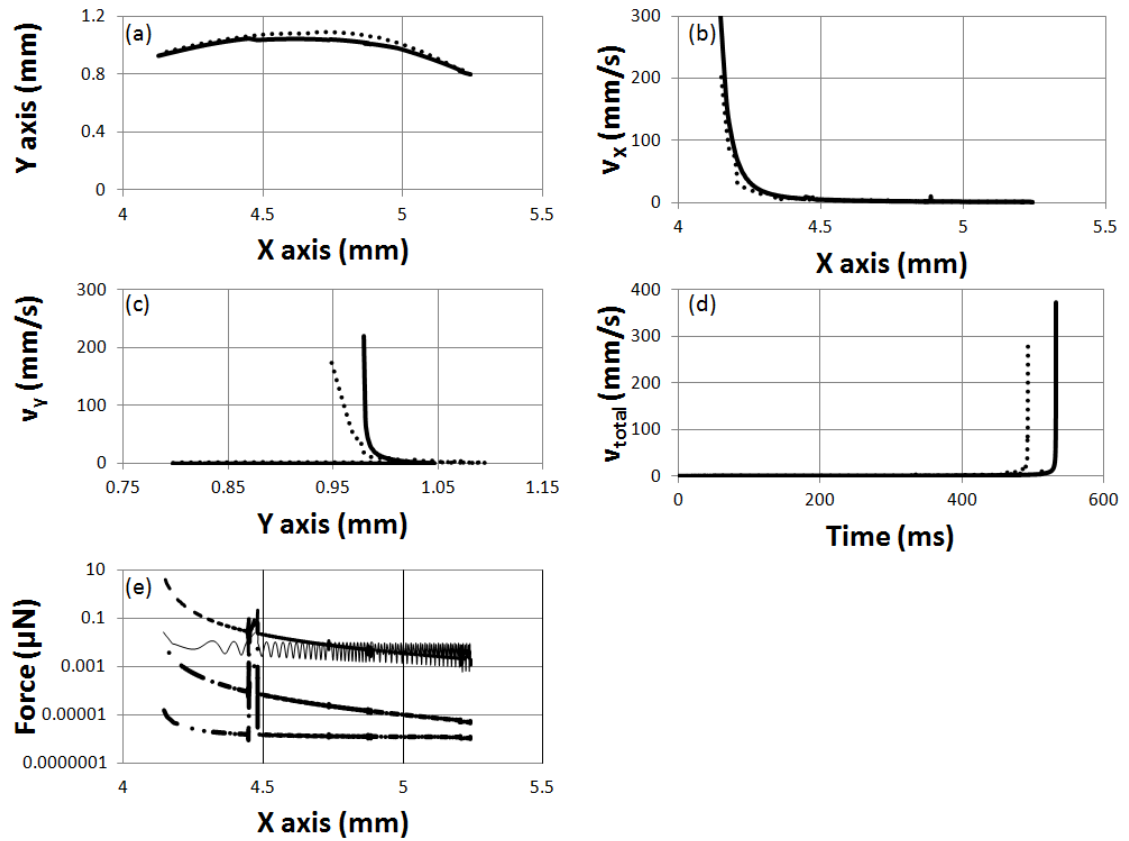 (a)
Y axis (mm)
1.2
0.8
0.4
0
4
4.5
5
5.5
X axis (mm)
(b)
vx (mm/s)
300
200
100
0
4
4.5
5
5.5
X axis (mm)
(c)
vy (mm/s)
300
200
100
0
0.75
0.85
0.95
1.05
1.15
Y axis (mm)
(d)
vtotal (mm/s)
400
300
200
100
0
0
200
400
600
Time (ms)
(e)
Force (μN)
10
0.1
0.001
0.00001
0.0000001
4
4.5
5
5.5
X axis (mm)